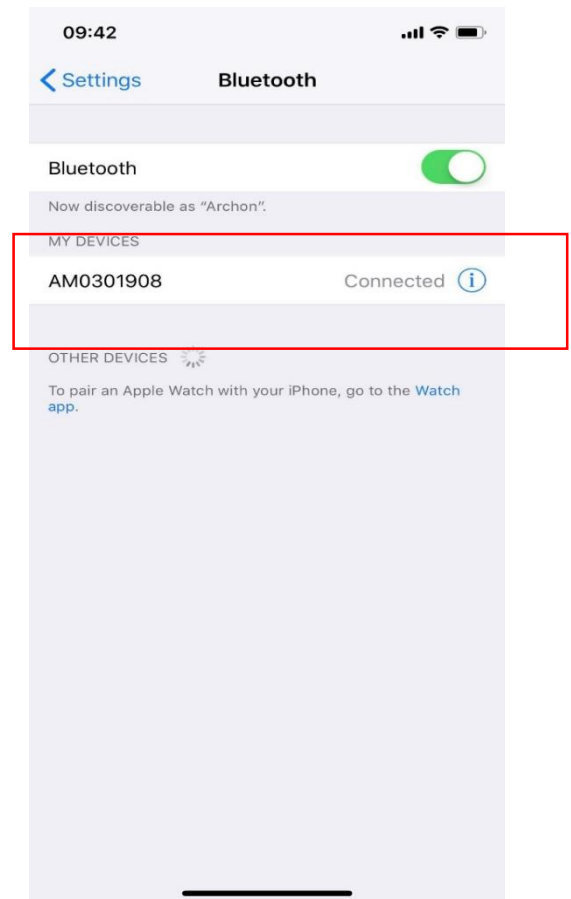 09:42
Settings
Bluetooth
Bluetooth
Now discoverable as “Archon”.
MY DEVICES
AM0301908
Connected
OTHER DEVICES
To pair an Apple Watch with your iPhone, go to the Watch
app.